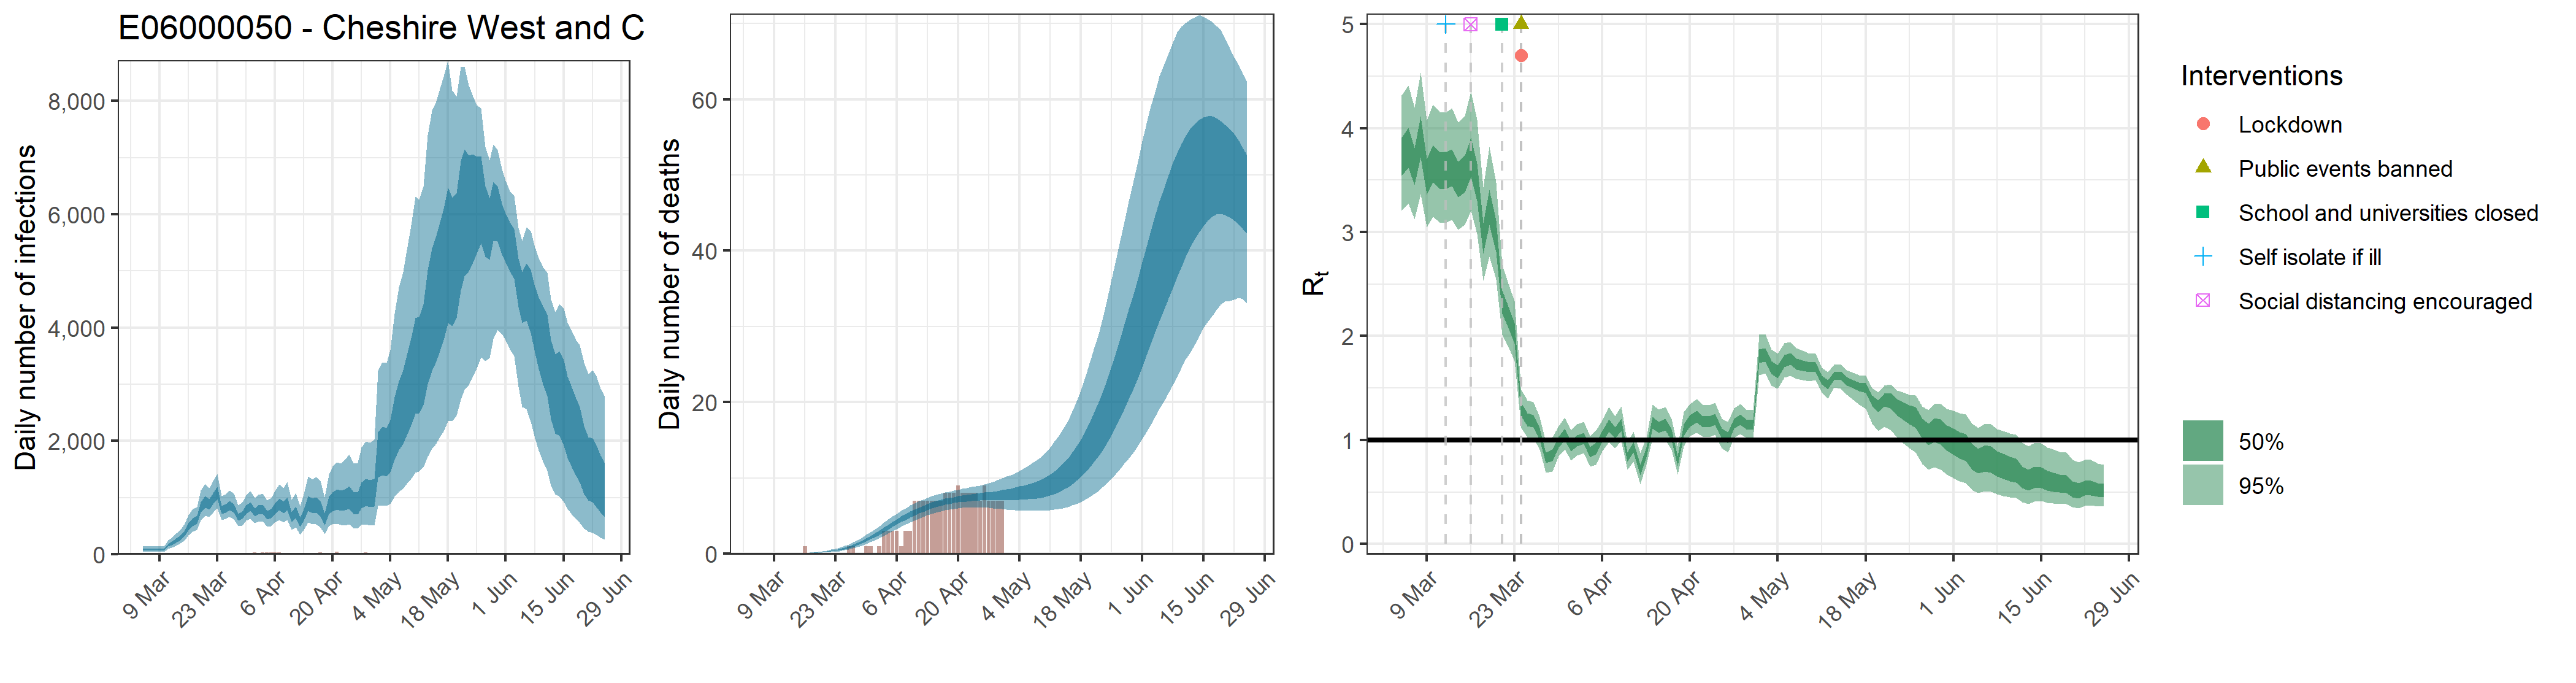 E06000050 - Cheshire West and C
Daily number of infections
8,000
6,000
4,000
2,000
0
9 Mar
23 Mar
6 Apr
20 Apr
4 May
18 May
1 Jun
15 Jun
29 Jun
Daily number of deaths
60
40
20
0
9 Mar
23 Mar
6 Apr
20 Apr
4 May
18 May
1 Jun
15 Jun
29 Jun
Rt
5
4
3
2
1
0
9 Mar
23 Mar
6 Apr
20 Apr
4 May
18 May
1 Jun
15 Jun
29 Jun
Interventions
Lockdown
Public events banned
School and universities closed
Self isolate if ill
Social distancing encouraged
50%
95%